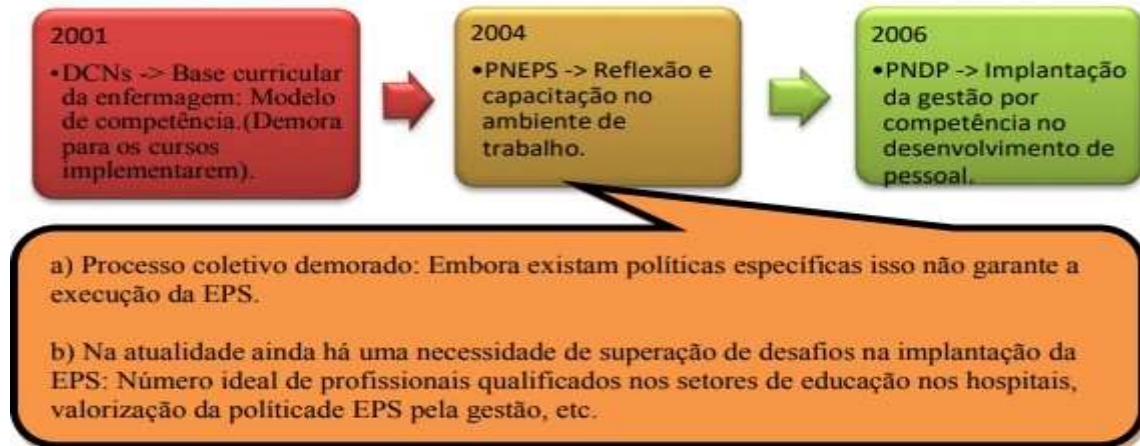 2001
•DCNs -> Base curricular
da enfermagem: Modelo
de competência.(Demora
para os cursos
implementarem).
2004
•PNEPS -> Reflexão e
capacitação no
ambiente de
trabalho.
2006
•PNDP -> Implantação
da gestão por
competência no
desenvolvimento de
pessoal.
a) Processo coletivo demorado: Embora existam políticas específicas isso não garante a
execução da EPS.
b) Na atualidade ainda há uma necessidade de superação de desafios na implantação da
EPS: Número ideal de profissionais qualificados nos setores de educação nos hospitais,
valorização da políticade EPS pela gestão, etc.